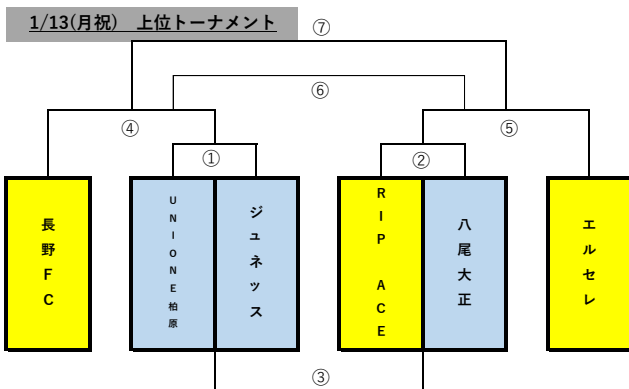 1/13(月祝)　上位トーナメント
⑦
⑥
④
⑤
①
②
長野FC
UNIONE柏原
ジュネッス
RIP ACE
八尾大正
エルセレ
③